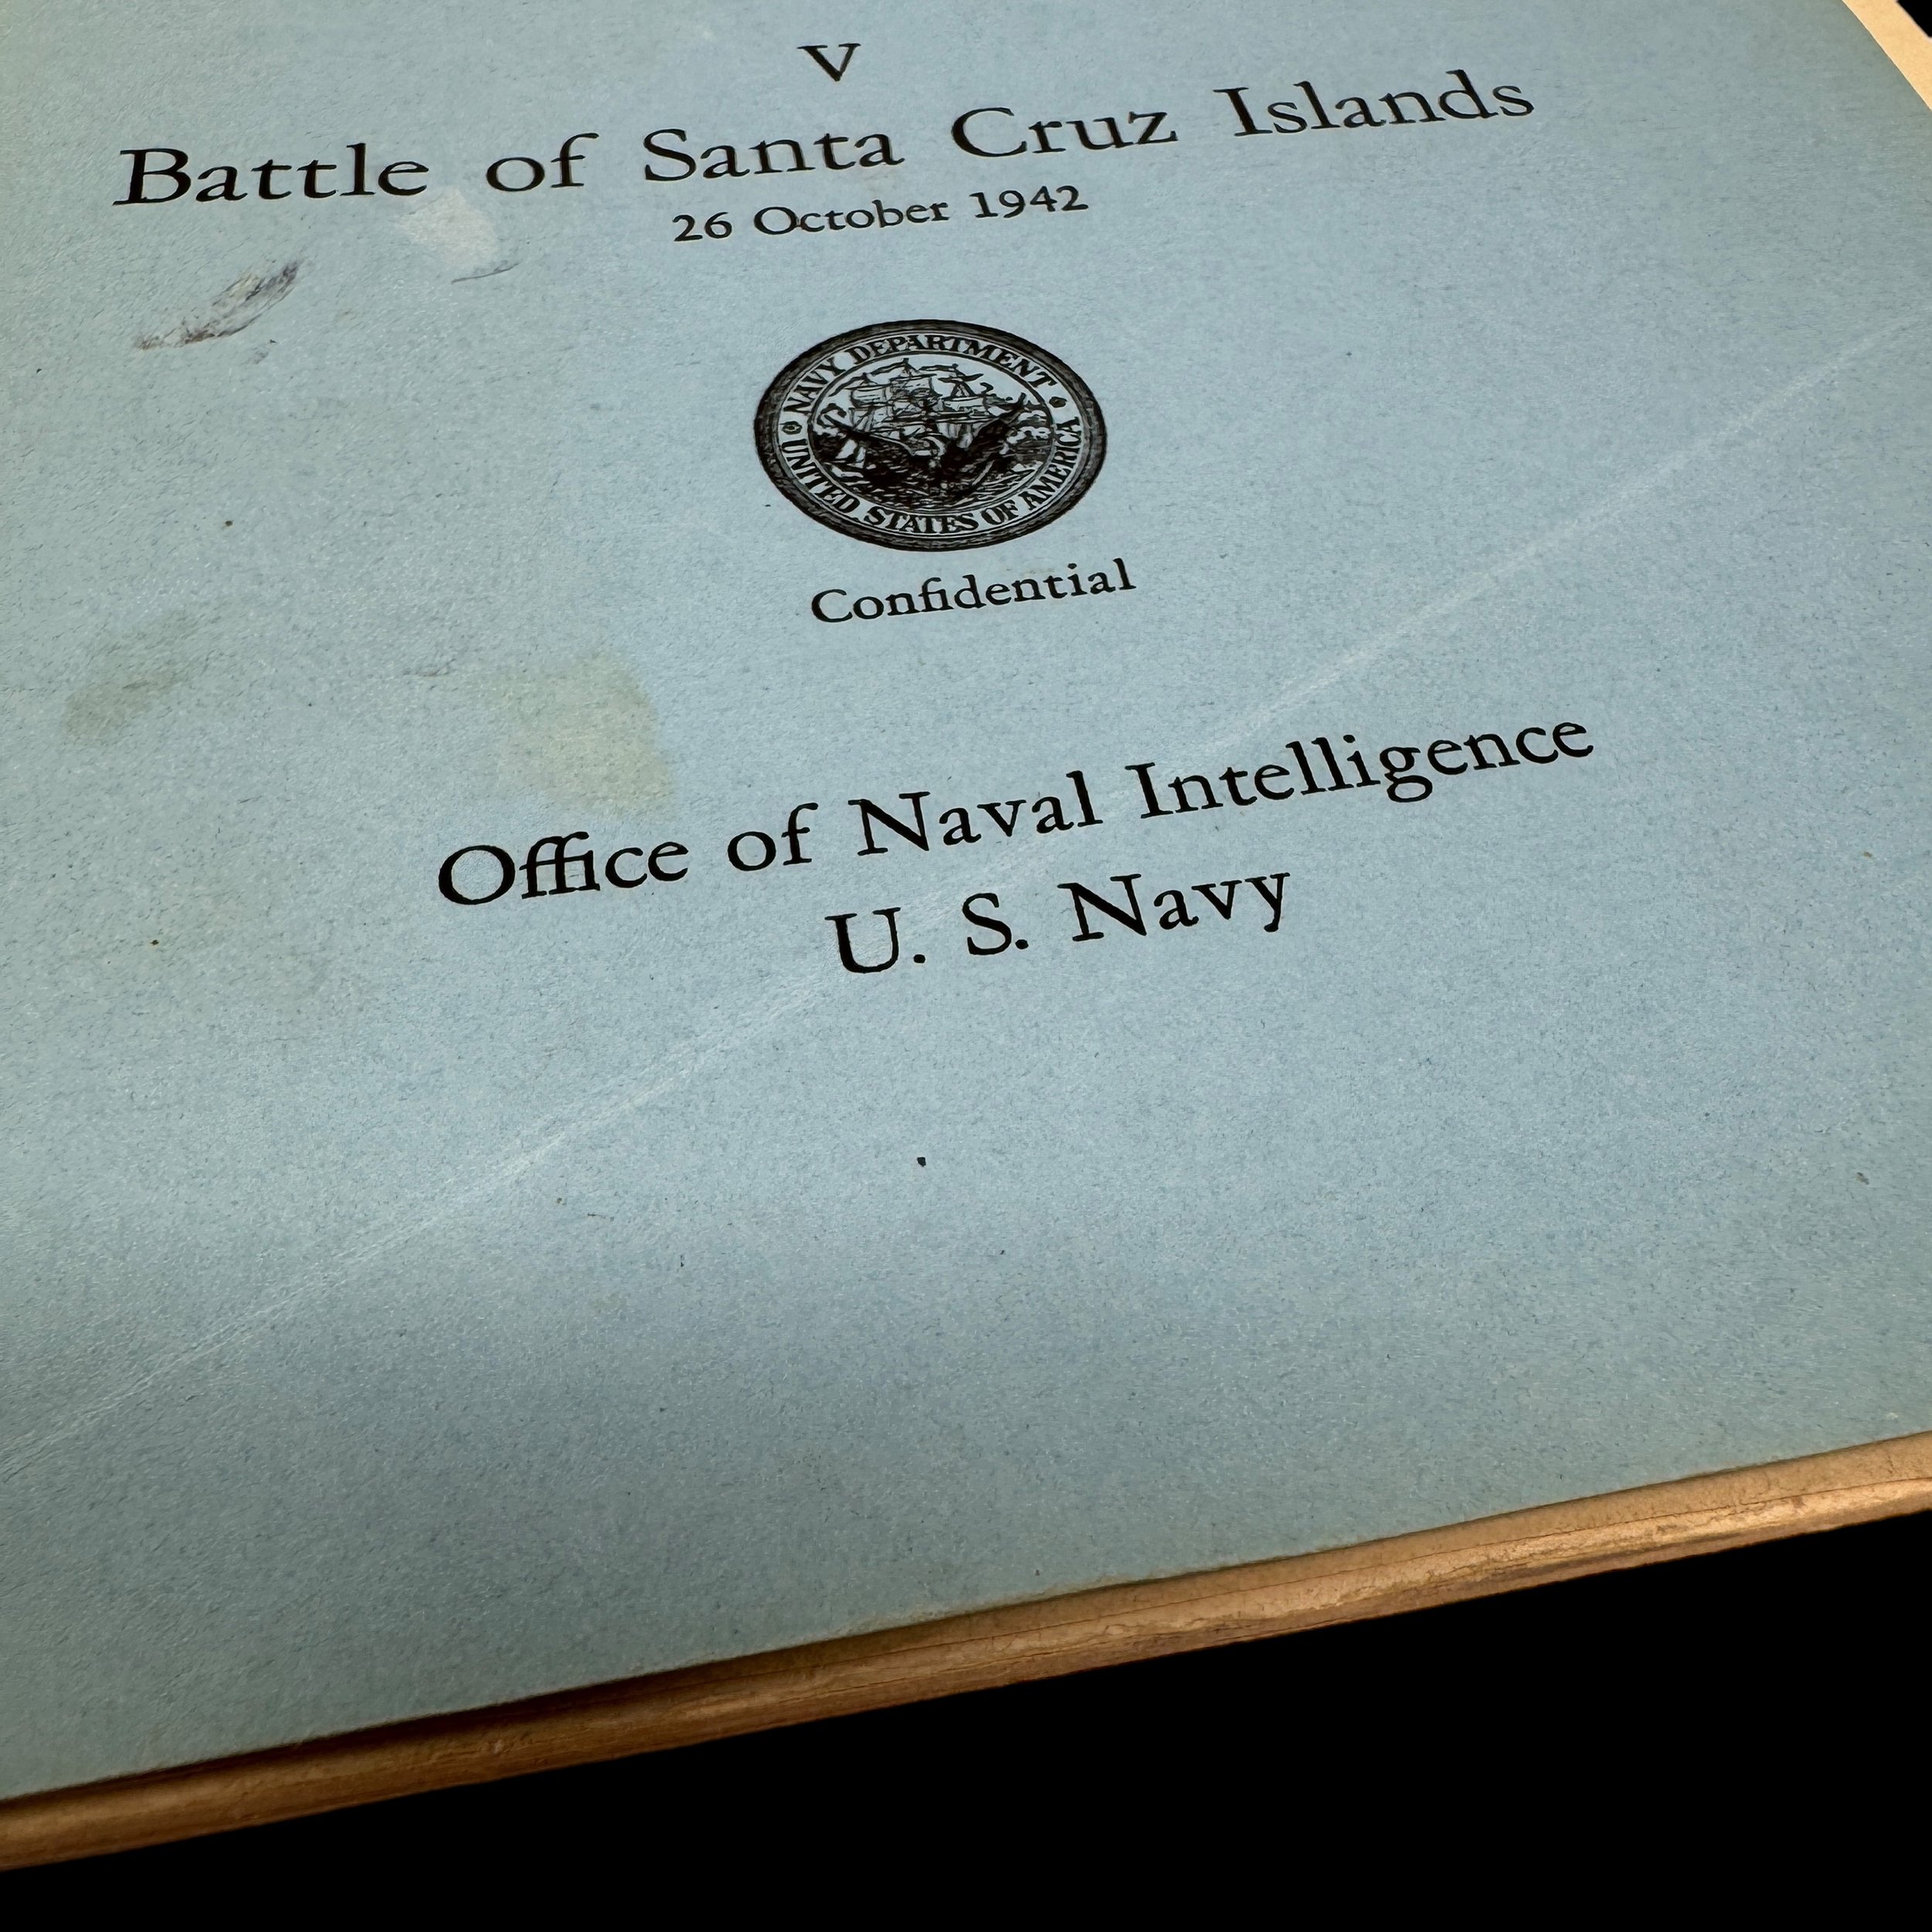 V
Battle of Santa Cruz Islands
26 October 1942
NAVY DEPARTMENT
UNITED STATES OF AMERICA
Confidential
Office of Naval Intelligence
U. S. Navy